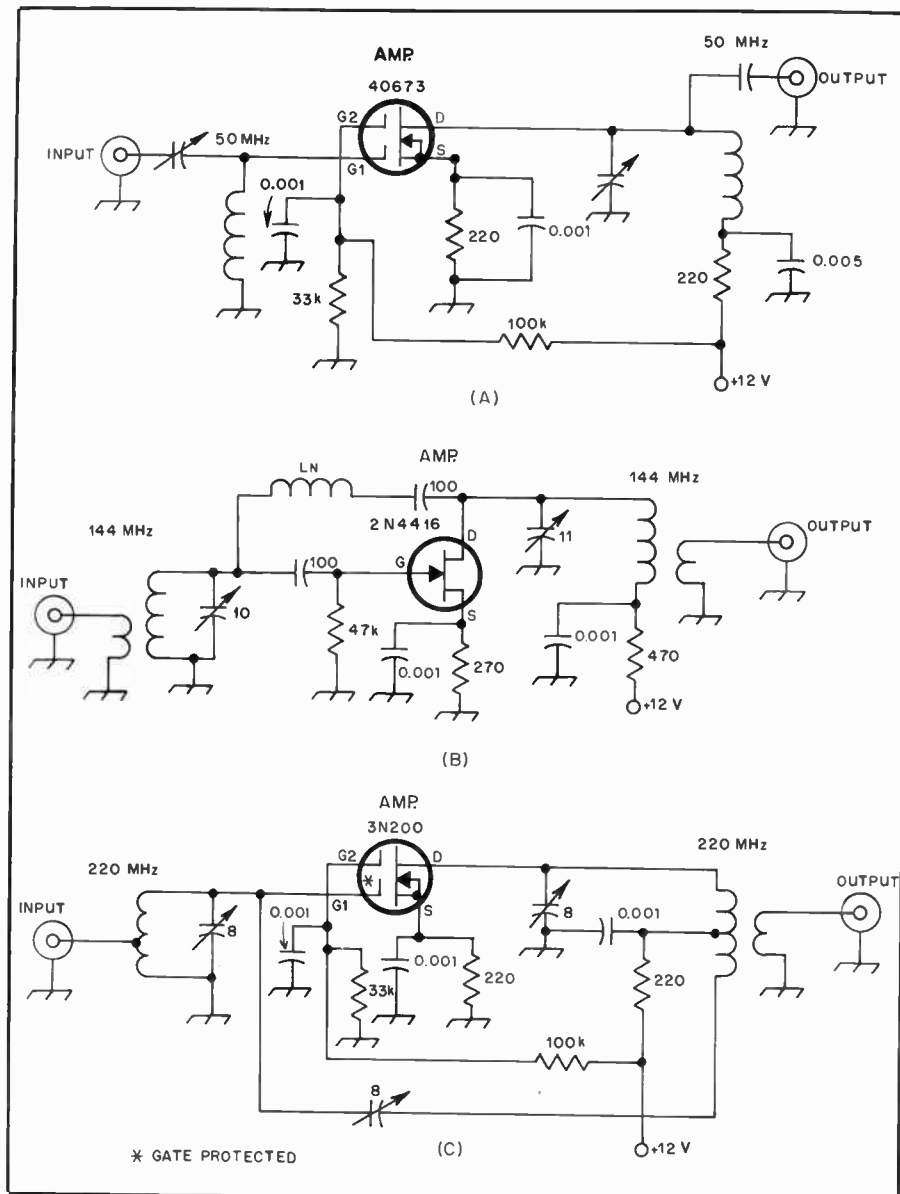 AMP.
40673
50 MHz
OUTPUT
G2
D
INPUT
50 MHz
G1
S
0.001
220
0.001
33k
220
0.005
100k
+12 V
(A)
LN
AMP.
100
144 MHz
2N4416
144 MHz
D
11
OUTPUT
INPUT
100
G
10
S
47k
0.001
270
0.001
470
+12 V
(B)
AMP.
3N200
220 MHz
G2
D
220 MHz
*
INPUT
8
G1
S
8
0.001
OUTPUT
0.001
0.001
33k
220
220
100k
8
+12 V
* GATE PROTECTED
(C)